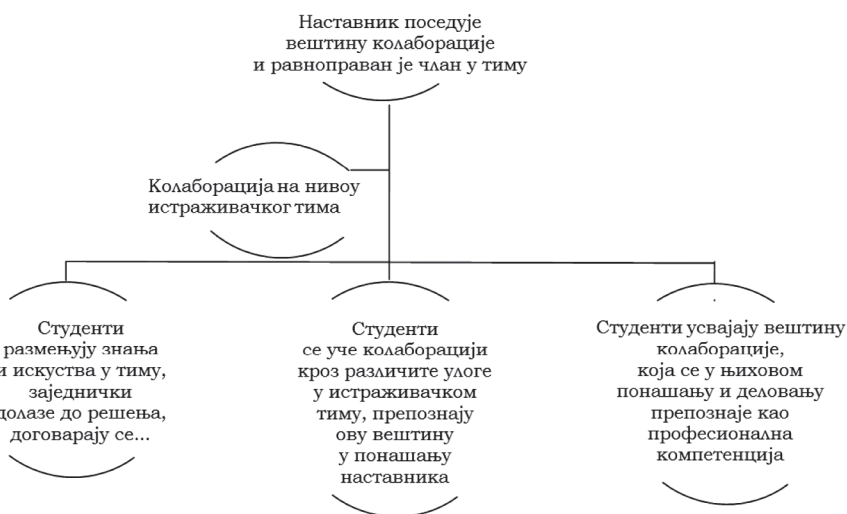 Наставник поседује
вештину колаборације
и равноправан је члан у тиму
Колаборација на нивоу
истраживачког тима
Студенти
размењују знања
и искуства у тиму,
заједнички
долазе до решења,
договарају се...
Студенти
се уче колаборацији
кроз различите улоге
у истраживачком
тиму, препознају
ову вештину
у понашању
наставника
Студенти усвајају вештину
колаборације,
која се у њиховом
понашању и деловању
препознаје као
професионална
компетенција